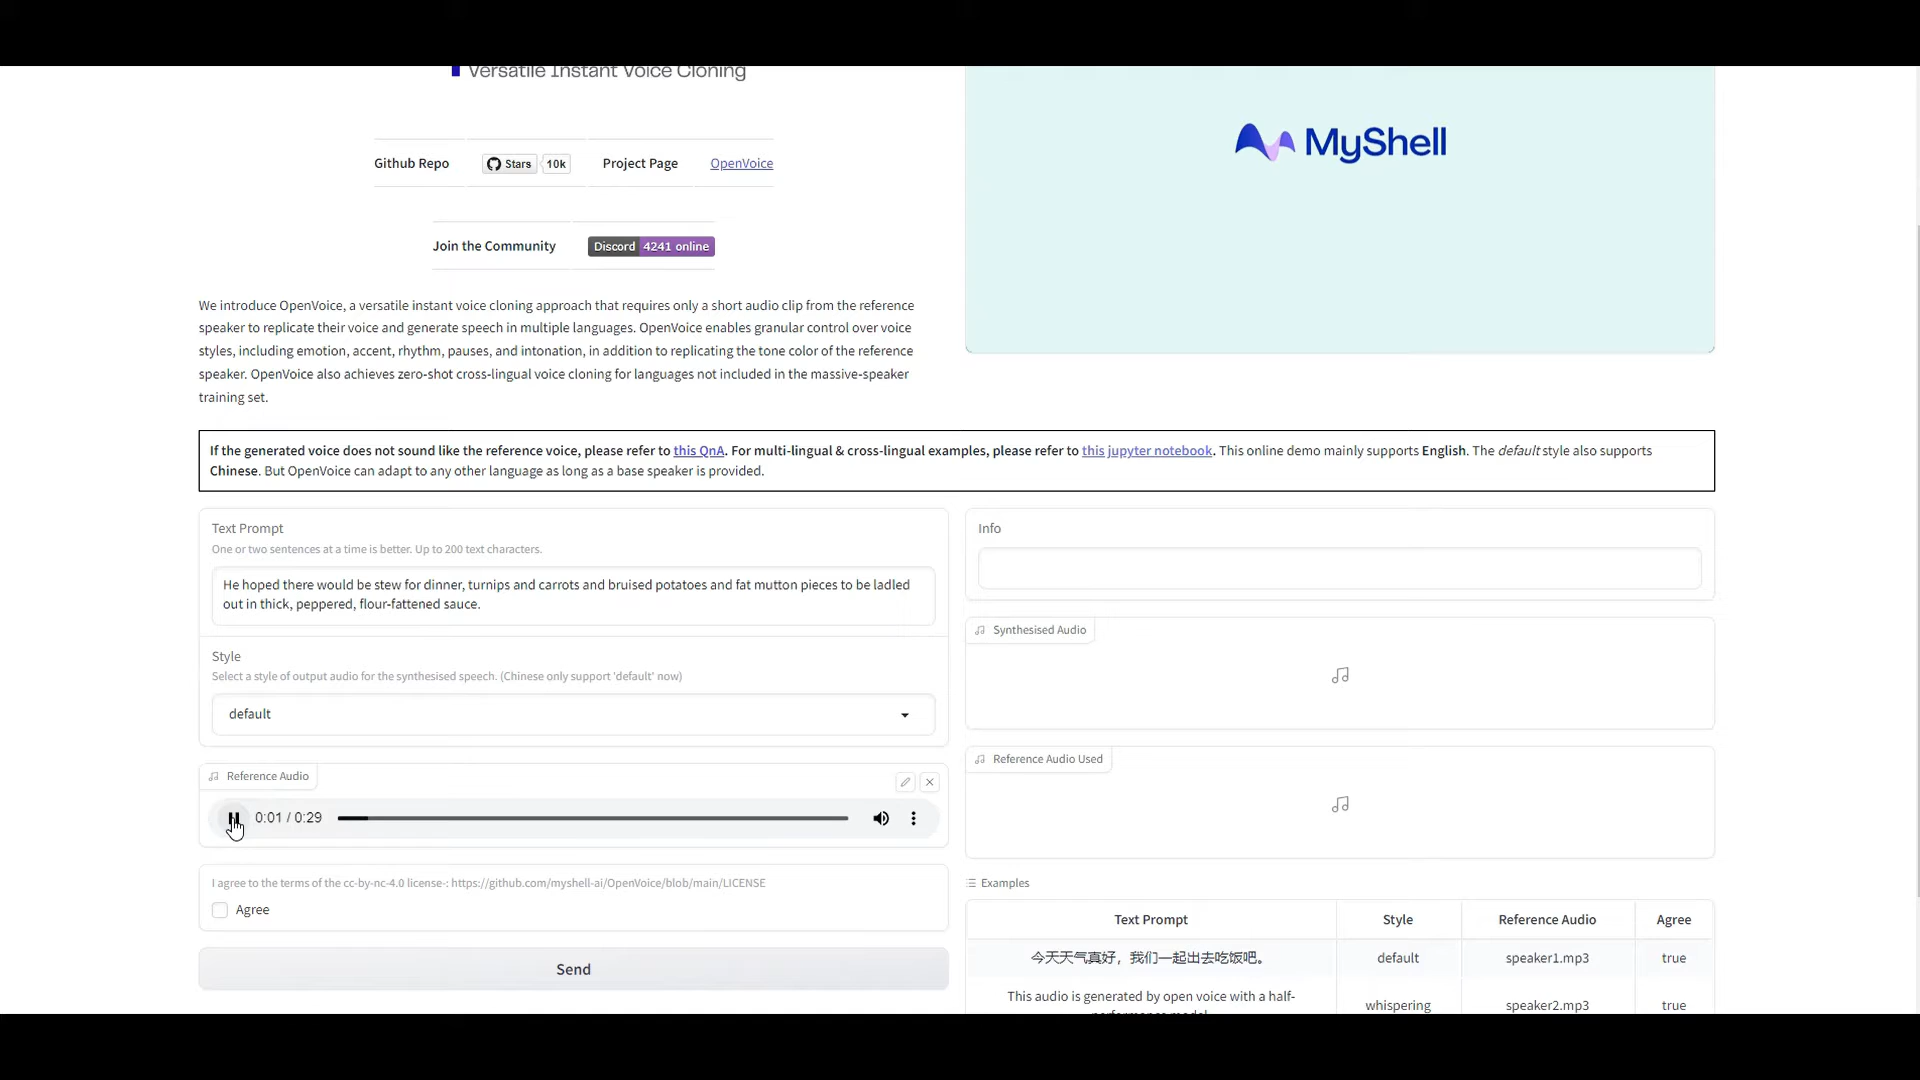 Versatile Instant Voice Cloning
MyShell
Github Repo Stars 10k Project Page OpenVoice
Join the Community Discord 4241 online
We introduce OpenVoice, a versatile instant voice cloning approach that requires only a short audio clip from the reference
speaker to replicate their voice and generate speech in multiple languages. OpenVoice enables granular control over voice
styles, including emotion, accent, rhythm, pauses, and intonation, in addition to replicating the tone color of the reference
speaker. OpenVoice also achieves zero-shot cross-lingual voice cloning for languages not included in the massive-speaker
training set.
If the generated voice does not sound like the reference voice, please refer to this QnA. For multi-lingual & cross-lingual examples, please refer to this jupyter notebook. This online demo mainly supports English. The default style also supports
Chinese. But OpenVoice can adapt to any other language as long as a base speaker is provided.
Text Prompt
One or two sentences at a time is better. Up to 200 text characters.
He hoped there would be stew for dinner, turnips and carrots and bruised potatoes and fat mutton pieces to be ladled
out in thick, peppered, flour-fattened sauce.
Style
Select a style of output audio for the synthesised speech. (Chinese only support 'default' now)
default
Reference Audio
0:01 / 0:29
I agree to the terms of the cc-by-nc-4.0 license-: https://github.com/myshell-ai/OpenVoice/blob/main/LICENSE
Agree
Send
Info
Synthesised Audio
Reference Audio Used
Examples
Text Prompt Style Reference Audio Agree
今天天气真好，我们一起出去吃饭吧。 default speaker1.mp3 true
This audio is generated by open voice with a half-
whispering speaker2.mp3 true